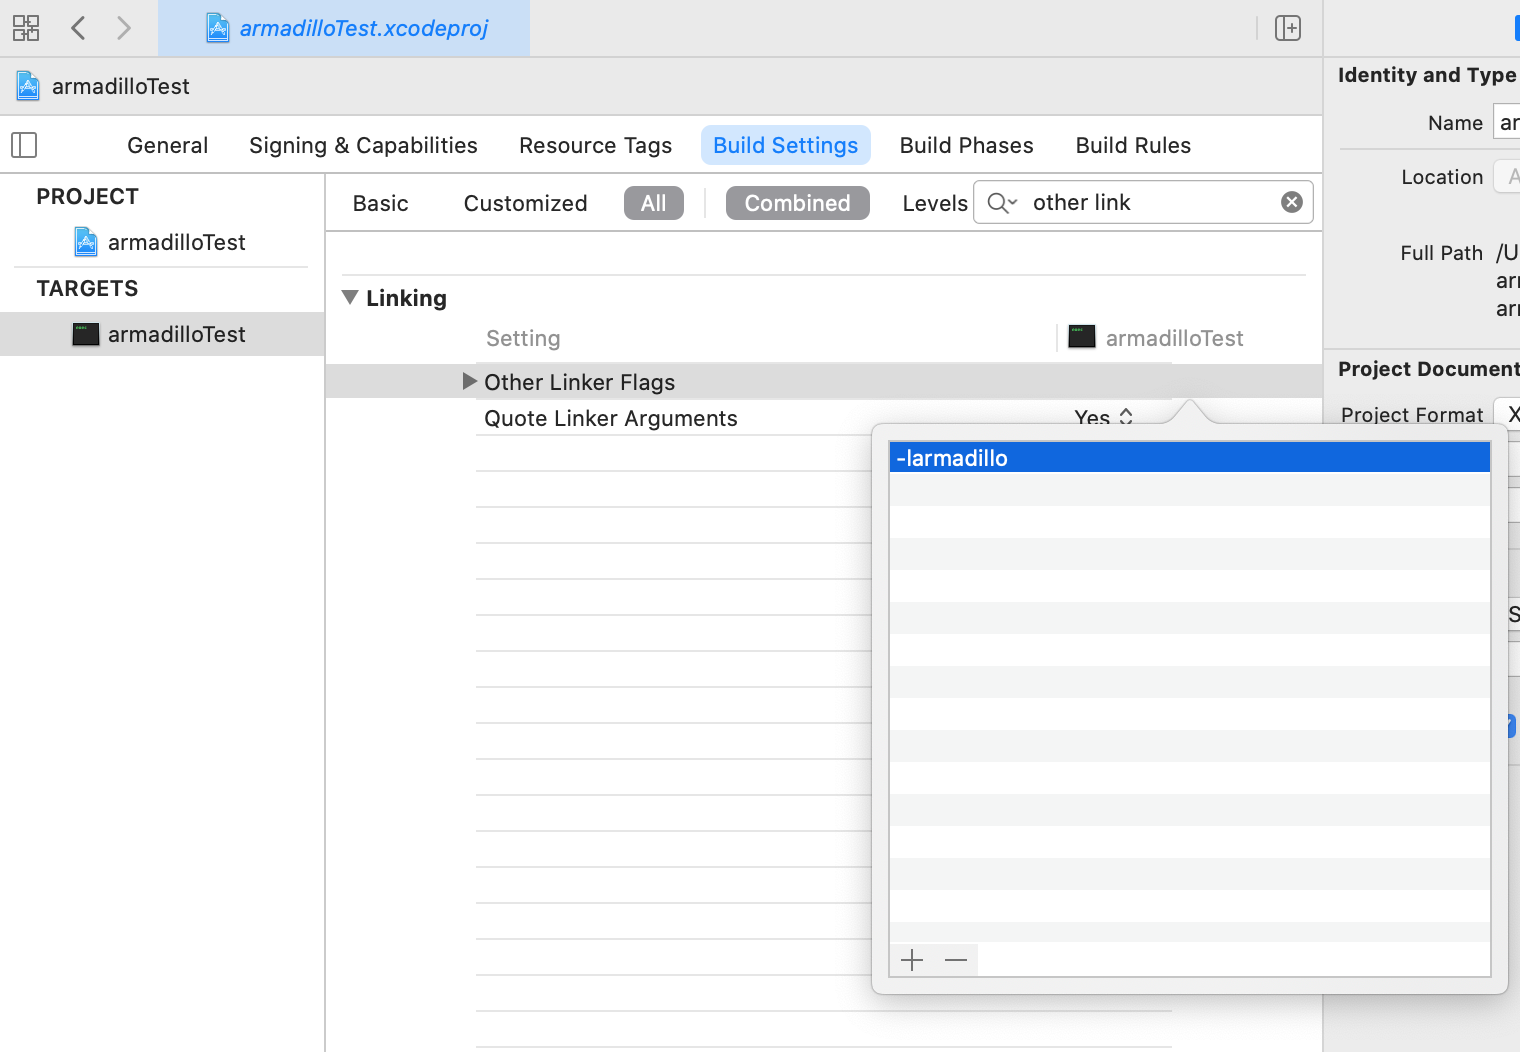 armadilloTest.xcodeproj
armadilloTest
General Signing & Capabilities Resource Tags Build Settings Build Phases Build Rules
PROJECT
armadilloTest
TARGETS
armadilloTest
Basic Customized All Combined Levels other link
Linking
Setting armadilloTest
Other Linker Flags
Quote Linker Arguments Yes
-larmadillo
Identity and Type
Name ar
Location A
Full Path /U
arm
arm
Project Document
Project Format X
S